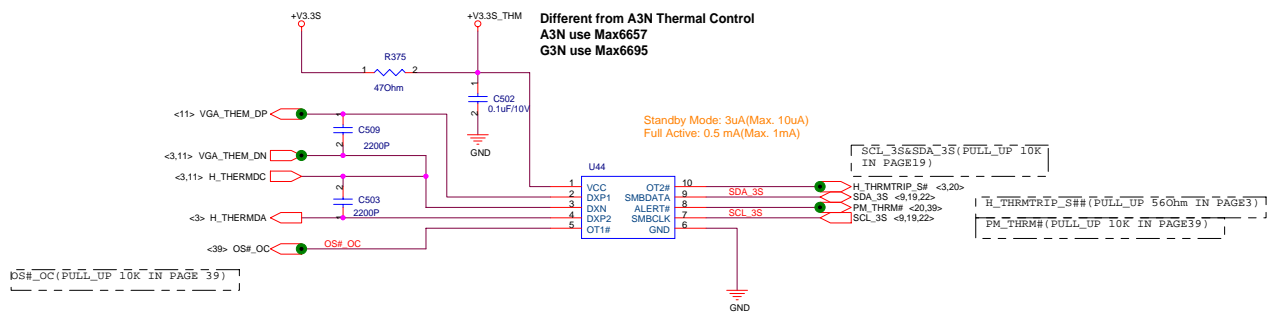 +V3.3S
+V3.3S_THM
Different from A3N Thermal Control
A3N use Max6657
G3N use Max6695
R375
1
2
47Ohm
1
C502
0.1uF/10V
2
GND
<11> VGA_THEM_DP
1
C509
2
2200P
<3,11> VGA_THEM_DN
<3,11> H_THERMDC
2
C503
1
2200P
<3> H_THERMDA
<39> OS#_OC
OS#_OC
OS#_OC(PULL_UP 10K IN PAGE 39)
Standby Mode: 3uA(Max. 10uA)
Full Active: 0.5 mA(Max. 1mA)
U44
1 VCC OT2# 10
2 DXP1 SMBDATA 9
3 DXN ALERT# 8
4 DXP2 SMBCLK 7
5 OT1# GND 6
SDA_3S
SCL_3S
GND
H_THRMTRIP_S# <3,20>
SDA_3S <9,19,22>
PM_THRM# <20,39>
SCL_3S <9,19,22>
SCL_3S&SDA_3S(PULL_UP 10K
IN PAGE19)
H_THRMTRIP_S##(PULL_UP 56Ohm IN PAGE3)
PM_THRM#(PULL_UP 10K IN PAGE39)